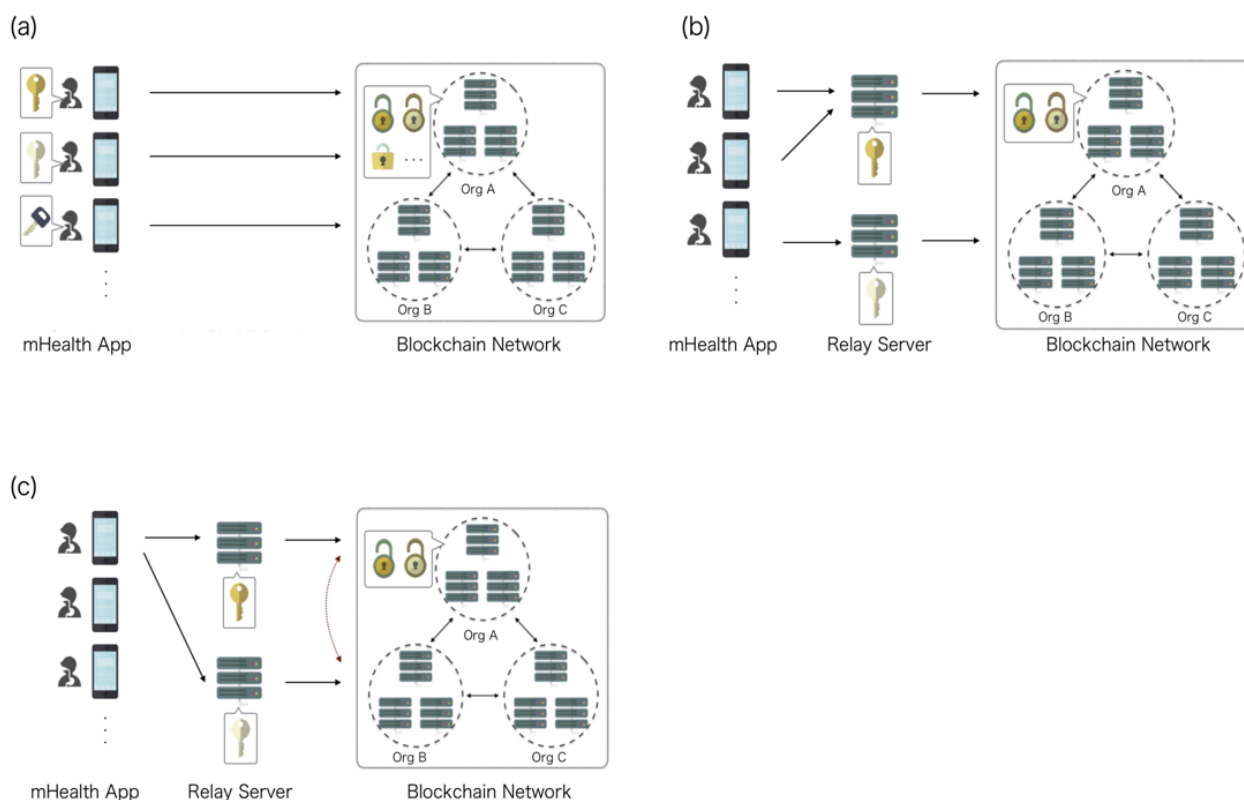 (a)
Org A
Org B
Org C
mHealth App
Blockchain Network
(b)
Org A
Org B
Org C
mHealth App
Relay Server
Blockchain Network
(c)
Org A
Org B
Org C
mHealth App
Relay Server
Blockchain Network